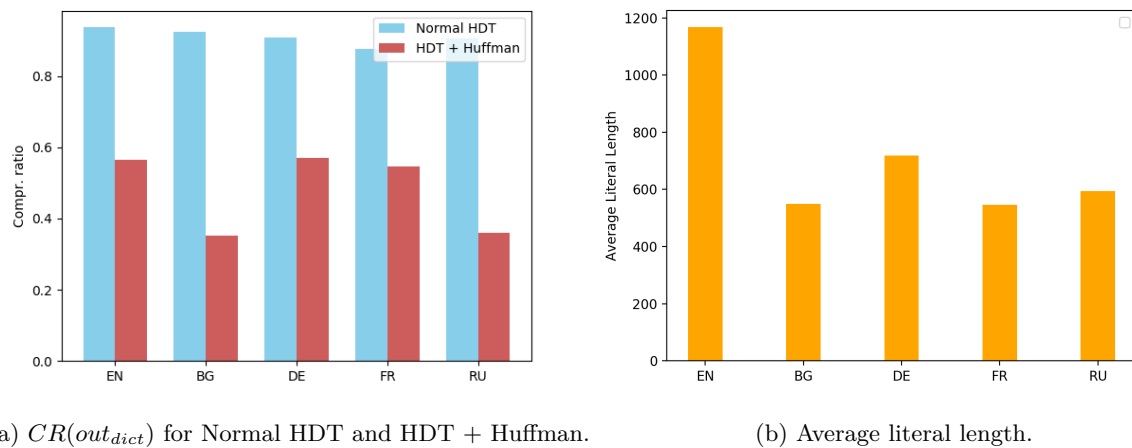 Normal HDT
HDT + Huffman
Compr. ratio
0.8
0.6
0.4
0.2
0.0
EN BG DE FR RU
Average Literal Length
1200
1000
800
600
400
200
0
EN BG DE FR RU
a) CR(out_dict) for Normal HDT and HDT + Huffman.
(b) Average literal length.